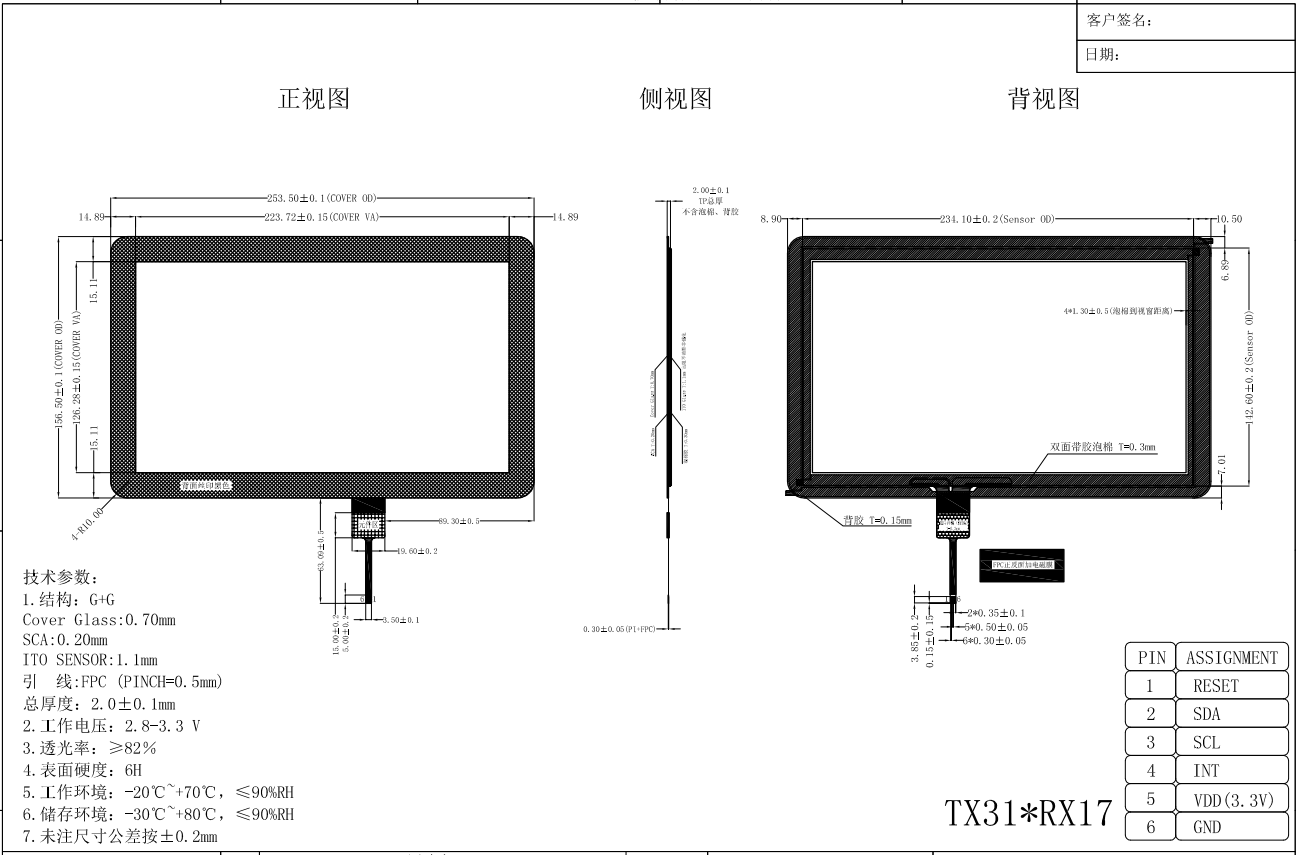 客户签名:
日期:
正视图
侧视图
背视图
253.50±0.1(COVER OD)
14.89
223.72±0.15(COVER VA)
14.89
15.11
156.50±0.1(COVER OD)
126.28±0.15(COVER VA)
15.11
背面丝印黑色
4-R10.00
元件区
89.30±0.5
19.60±0.2
63.09±0.5
6
1
3.50±0.1
15.00±0.2
5.00±0.2
2.00±0.1
TP总厚
不含泡棉、背胶
0.30±0.05(PI+FPC)
8.90
234.10±0.2(Sensor OD)
10.50
6.89
4*1.30±0.5(泡棉到视窗距离)
142.60±0.2(Sensor OD)
双面带胶泡棉 T=0.3mm
7.01
背胶 T=0.15mm
FPC正反面加电磁膜
6
2*0.35±0.1
5*0.50±0.05
6*0.30±0.05
3.85±0.2
0.15±0.15
技术参数:
1.结构: G+G
Cover Glass:0.70mm
SCA:0.20mm
ITO SENSOR:1.1mm
引 线:FPC (PINCH=0.5mm)
总厚度: 2.0±0.1mm
2.工作电压: 2.8-3.3 V
3.透光率: ≥82%
4.表面硬度: 6H
5.工作环境: -20℃~+70℃, ≤90%RH
6.储存环境: -30℃~+80℃, ≤90%RH
7.未注尺寸公差按±0.2mm
TX31*RX17
PIN ASSIGNMENT
1 RESET
2 SDA
3 SCL
4 INT
5 VDD(3.3V)
6 GND